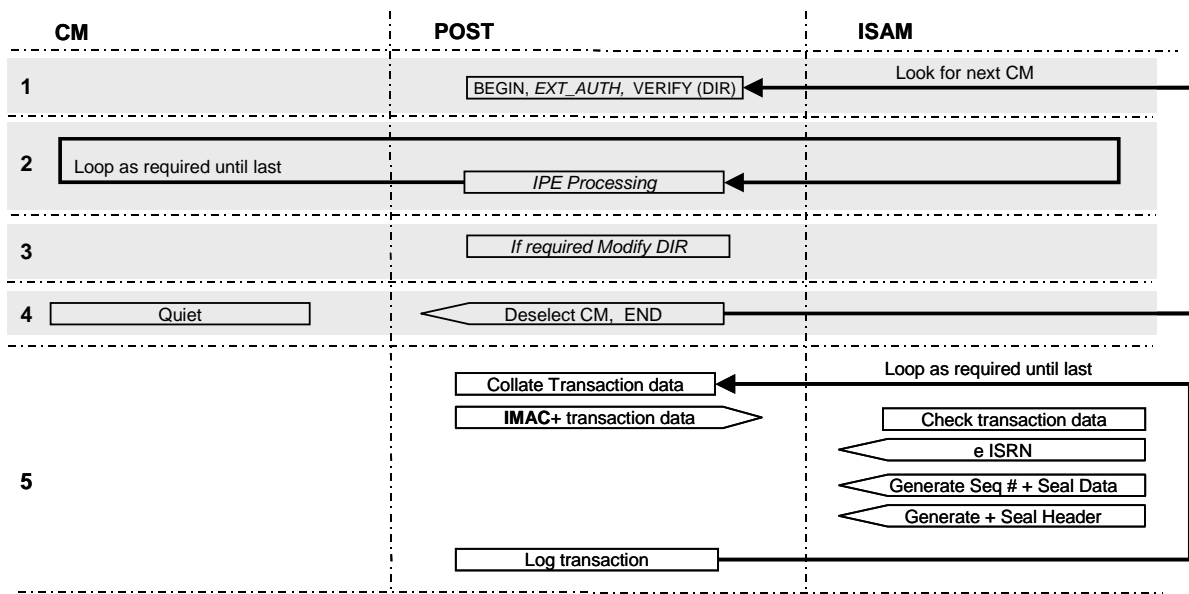 CM POST ISAM
1 BEGIN, EXT_AUTH, VERIFY (DIR) Look for next CM
2 Loop as required until last IPE Processing
3 If required Modify DIR
4 Quiet Deselect CM, END
Loop as required until last
Collate Transaction data
IMAC+ transaction data Check transaction data
e ISRN
5 Generate Seq # + Seal Data
Generate + Seal Header
Log transaction